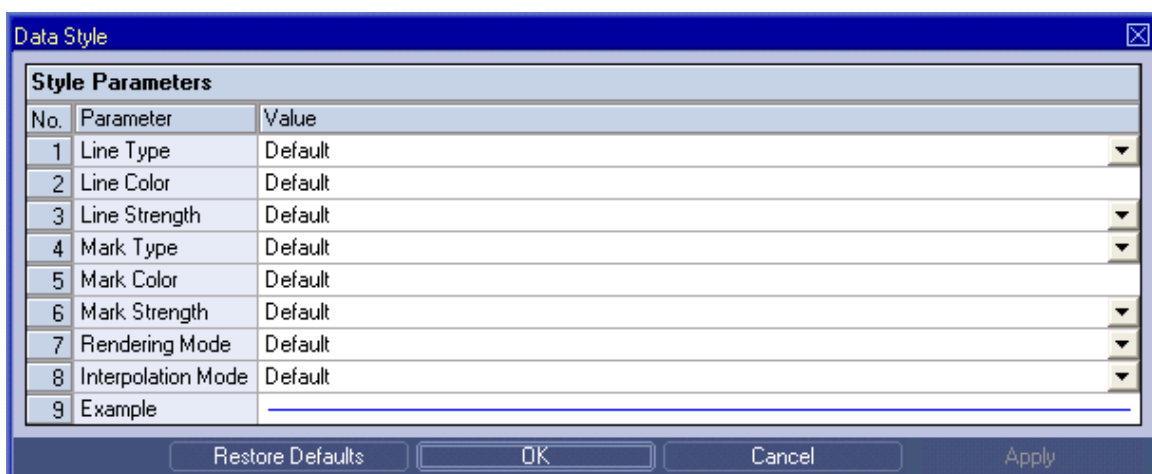 Data Style
Style Parameters
No. Parameter Value
1 Line Type Default
2 Line Color Default
3 Line Strength Default
4 Mark Type Default
5 Mark Color Default
6 Mark Strength Default
7 Rendering Mode Default
8 Interpolation Mode Default
9 Example
Restore Defaults OK Cancel Apply